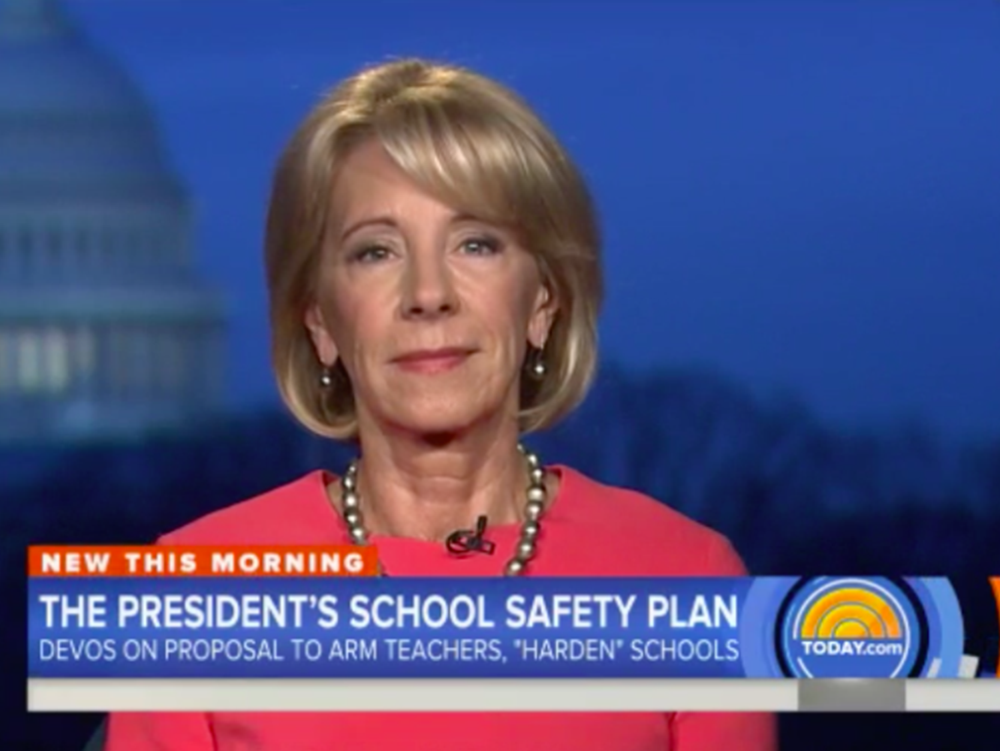 NEW THIS MORNING
THE PRESIDENT'S SCHOOL SAFETY PLAN
DEVOS ON PROPOSAL TO ARM TEACHERS, "HARDEN" SCHOOLS
TODAY.com